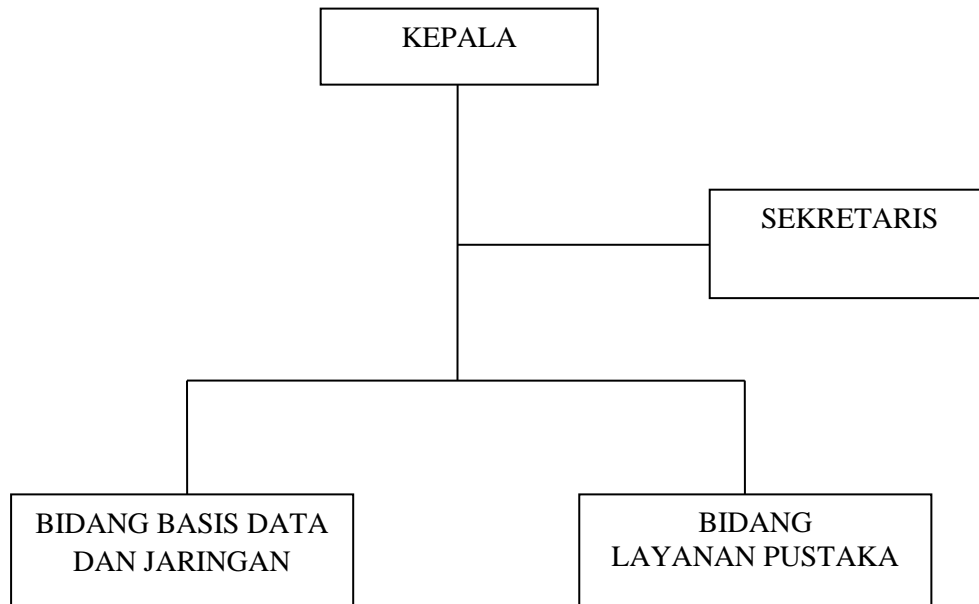 KEPALA
SEKRETARIS
BIDANG BASIS DATA
DAN JARINGAN
BIDANG
LAYANAN PUSTAKA